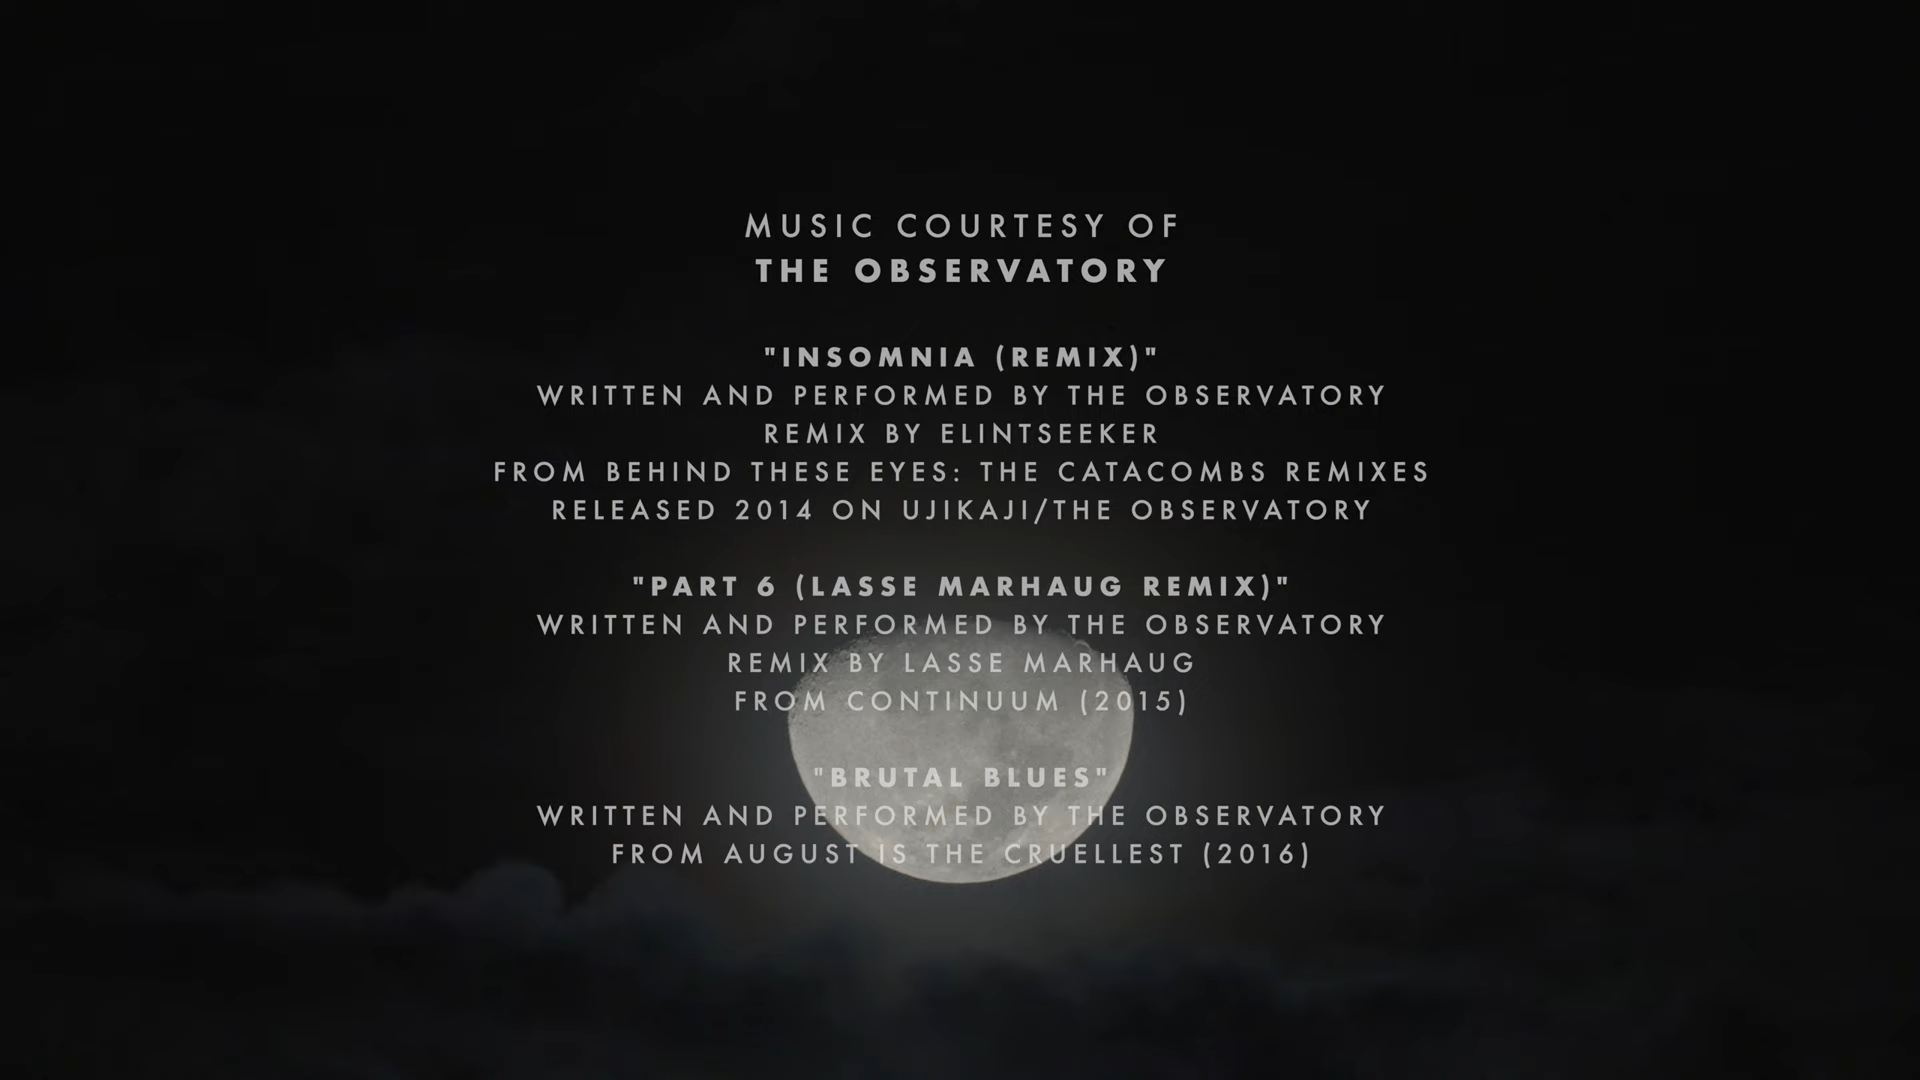 MUSIC COURTESY OF
THE OBSERVATORY
"INSOMNIA (REMIX)"
WRITTEN AND PERFORMED BY THE OBSERVATORY
REMIX BY ELINTSEEKER
FROM BEHIND THESE EYES: THE CATACOMBS REMIXES
RELEASED 2014 ON UJIKAJI/THE OBSERVATORY
"PART 6 (LASSE MARHAUG REMIX)"
WRITTEN AND PERFORMED BY THE OBSERVATORY
REMIX BY LASSE MARHAUG
FROM CONTINUUM (2015)
"BRUTAL BLUES"
WRITTEN AND PERFORMED BY THE OBSERVATORY
FROM AUGUST IS THE CRUELLEST (2016)